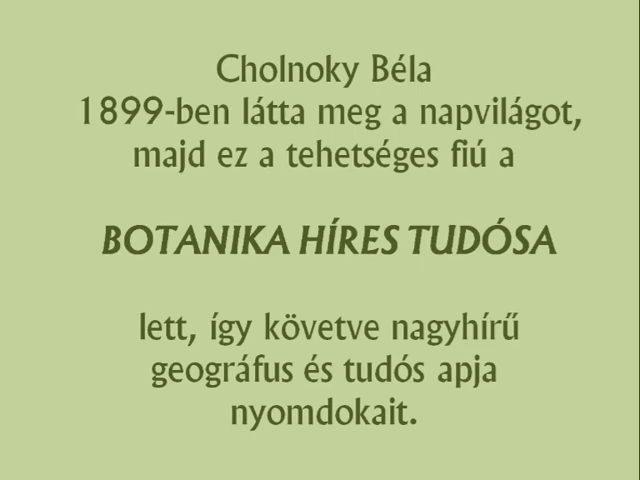 Cholnoky Béla
1899-ben látta meg a napvilágot,
majd ez a tehetséges fiú a
BOTANIKA HÍRES TUDÓSA
lett, így követve nagyhírű
geográfus és tudós apja
nyomdokait.